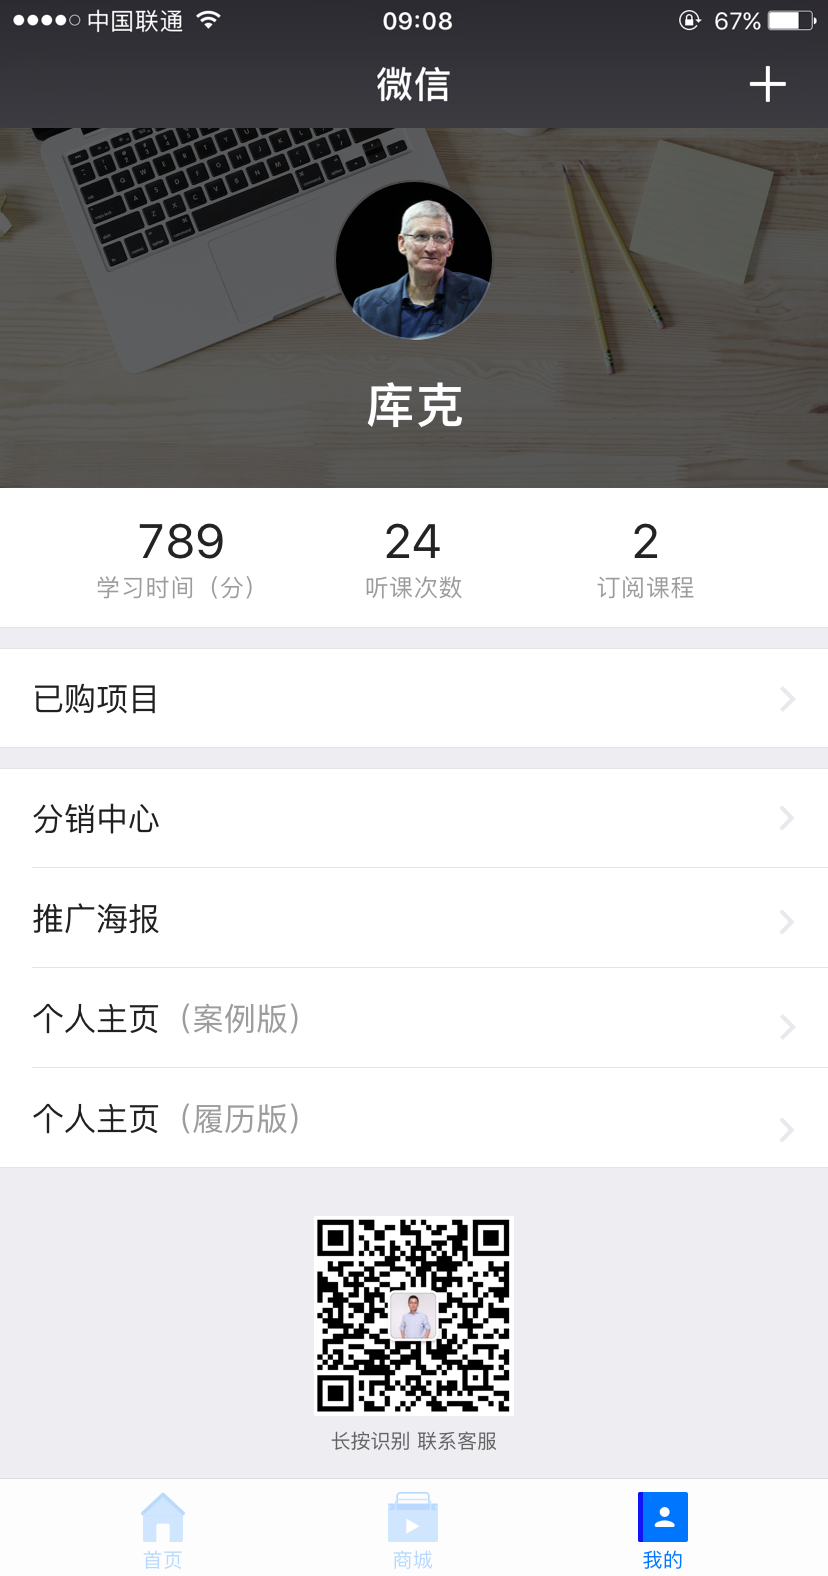 中国联通 09:08 67%
微信
库克
789 24 2
学习时间（分） 听课次数 订阅课程
已购项目
分销中心
推广海报
个人主页（案例版）
个人主页（履历版）
长按识别 联系客服
首页 商城 我的